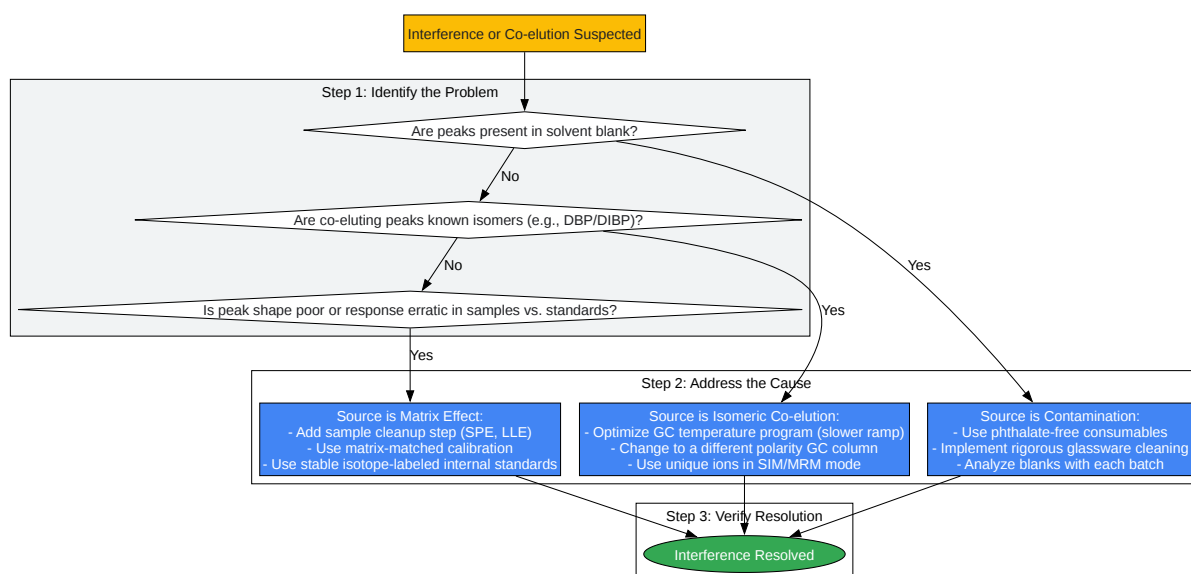 Interference or Co-elution Suspected
Step 1: Identify the Problem
Are peaks present in solvent blank?
No
Are co-eluting peaks known isomers (e.g., DBP/DIBP)?
Yes
No
Is peak shape poor or response erratic in samples vs. standards?
Yes
Yes
Step 2: Address the Cause
Source is Matrix Effect:
- Add sample cleanup step (SPE, LLE)
- Use matrix-matched calibration
- Use stable isotope-labeled internal standards
Source is Isomeric Co-elution:
- Optimize GC temperature program (slower ramp)
- Change to a different polarity GC column
- Use unique ions in SIM/MRM mode
Source is Contamination:
- Use phthalate-free consumables
- Implement rigorous glassware cleaning
- Analyze blanks with each batch
Step 3: Verify Resolution
Interference Resolved